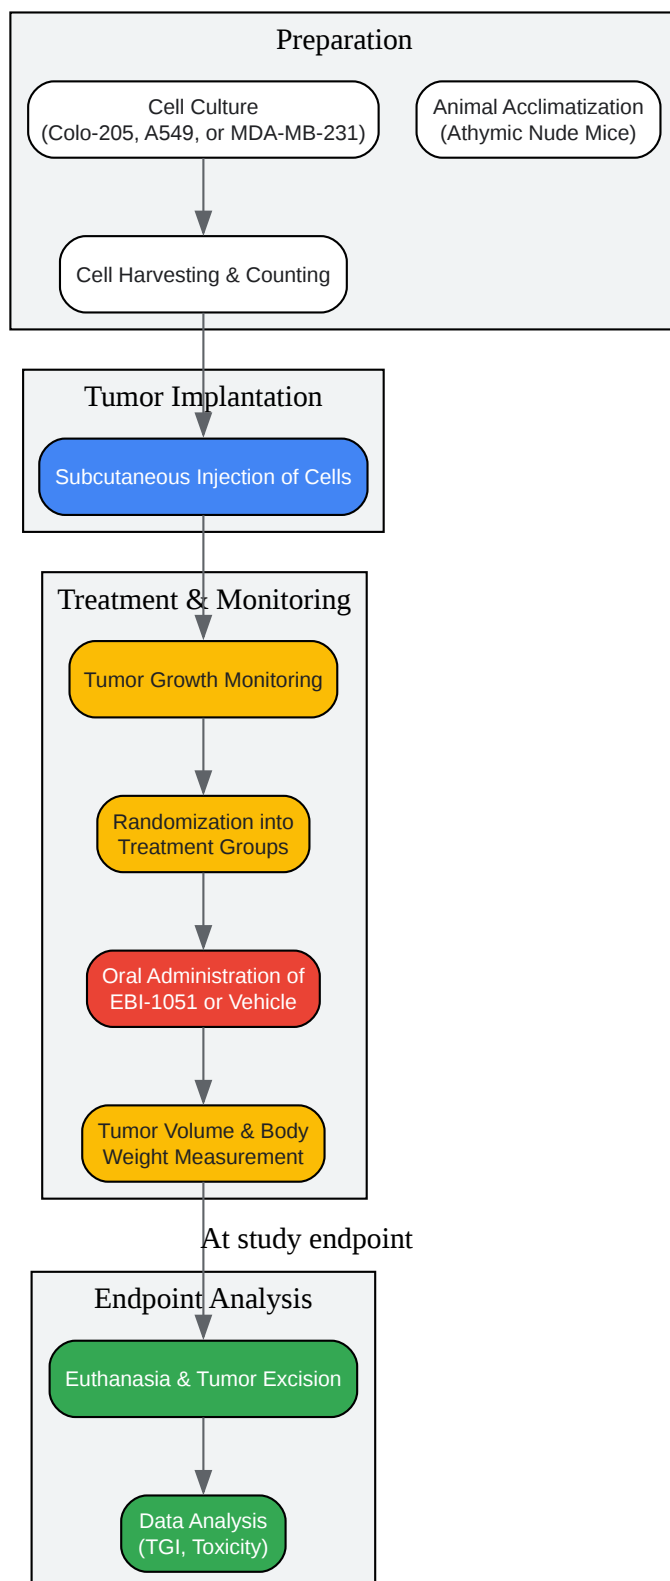 Preparation
Cell Culture
(Colo-205, A549, or MDA-MB-231)
Animal Acclimatization
(Athymic Nude Mice)
Cell Harvesting & Counting
Tumor Implantation
Subcutaneous Injection of Cells
Treatment & Monitoring
Tumor Growth Monitoring
Randomization into
Treatment Groups
Oral Administration of
EBI-1051 or Vehicle
Tumor Volume & Body
Weight Measurement
At study endpoint
Endpoint Analysis
Euthanasia & Tumor Excision
Data Analysis
(TGI, Toxicity)